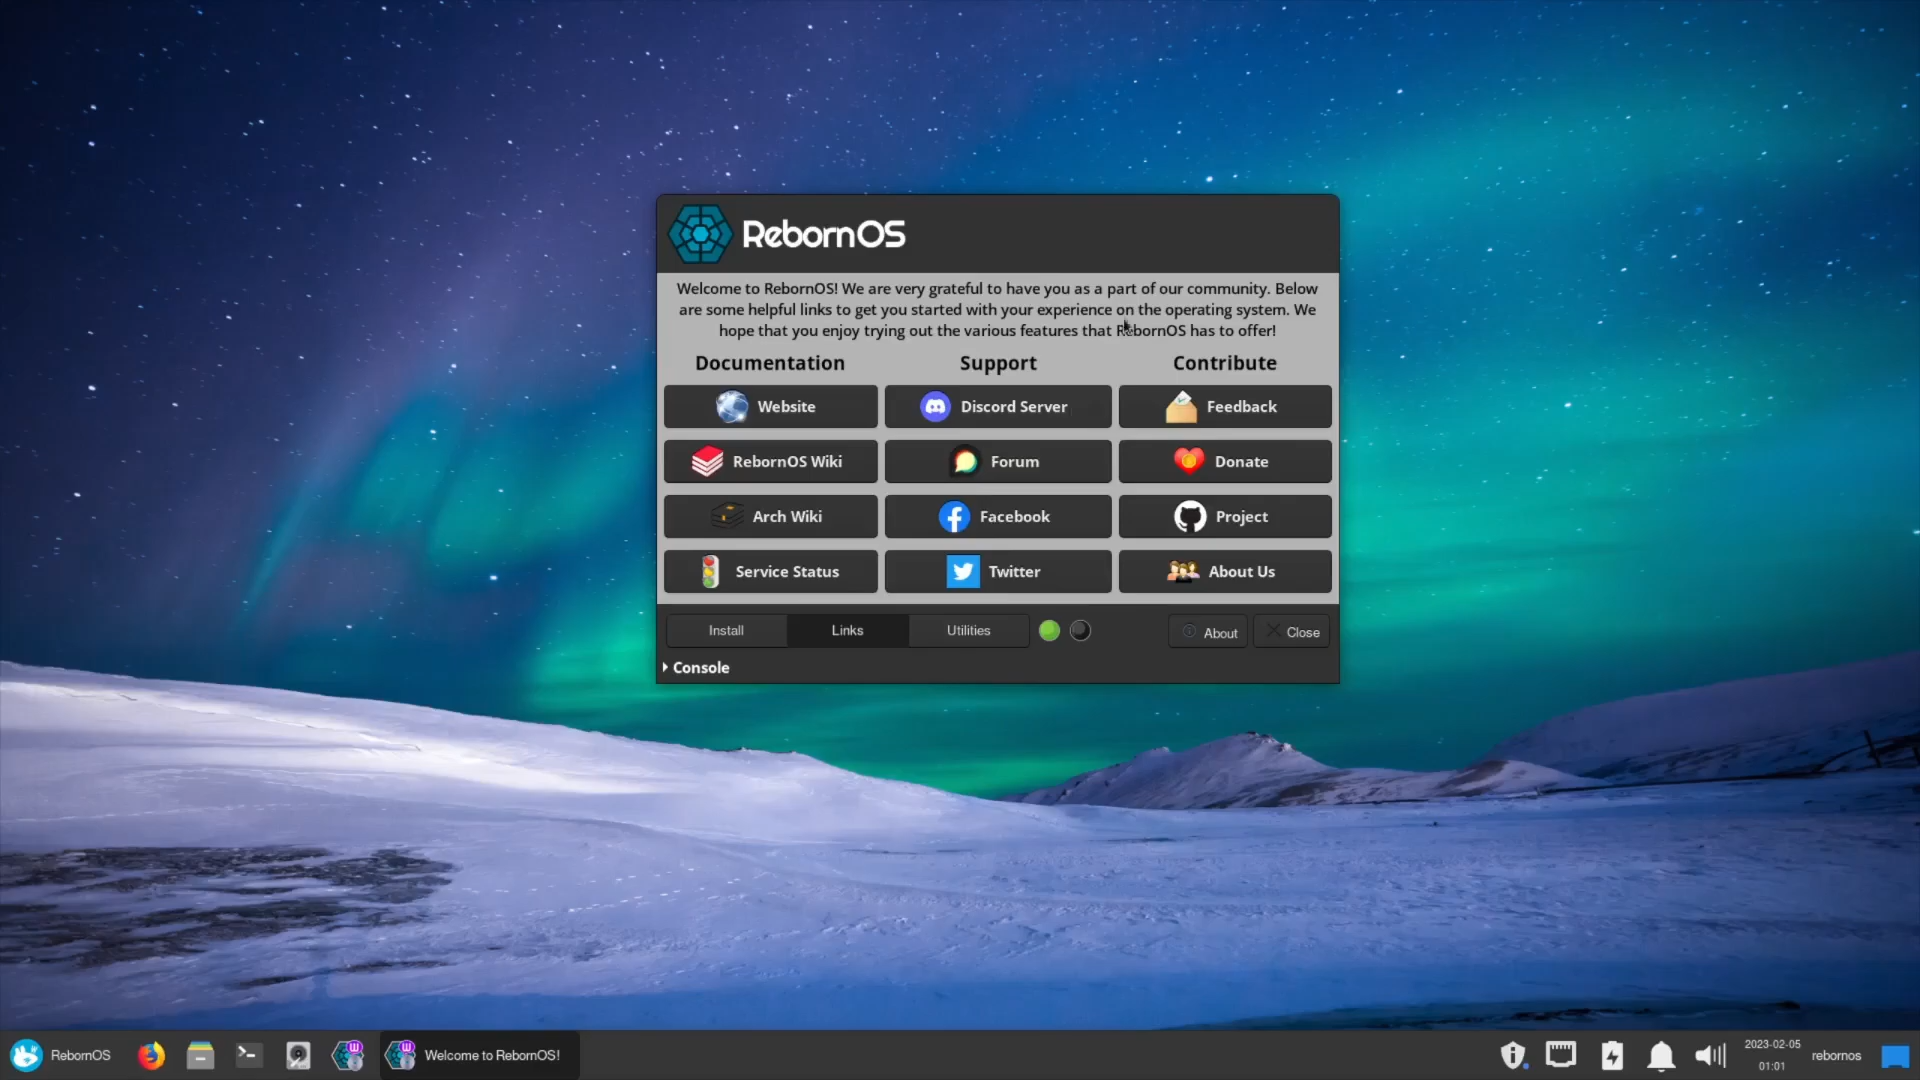 RebornOS
Welcome to RebornOS! We are very grateful to have you as a part of our community. Below
are some helpful links to get you started with your experience on the operating system. We
hope that you enjoy trying out the various features that RebornOS has to offer!
Documentation Support Contribute
Website Discord Server Feedback
RebornOS Wiki Forum Donate
Arch Wiki Facebook Project
Service Status Twitter About Us
Install Links Utilities About Close
Console
RebornOS Welcome to RebornOS! 2023-02-05 rebornos
01:01